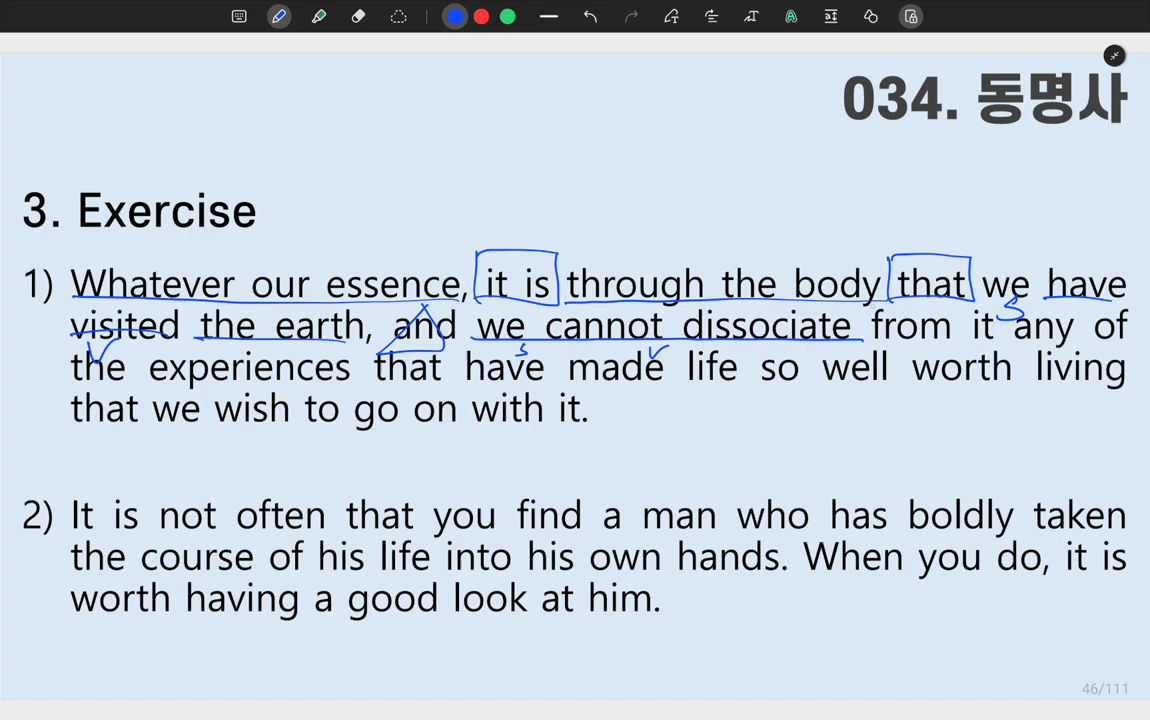 034. 동명사
3. Exercise
1) Whatever our essence, it is through the body that we have
visited the earth, and we cannot dissociate from it any of
the experiences that have made life so well worth living
that we wish to go on with it.
2) It is not often that you find a man who has boldly taken
the course of his life into his own hands. When you do, it is
worth having a good look at him.
46/111
S
V
S
V